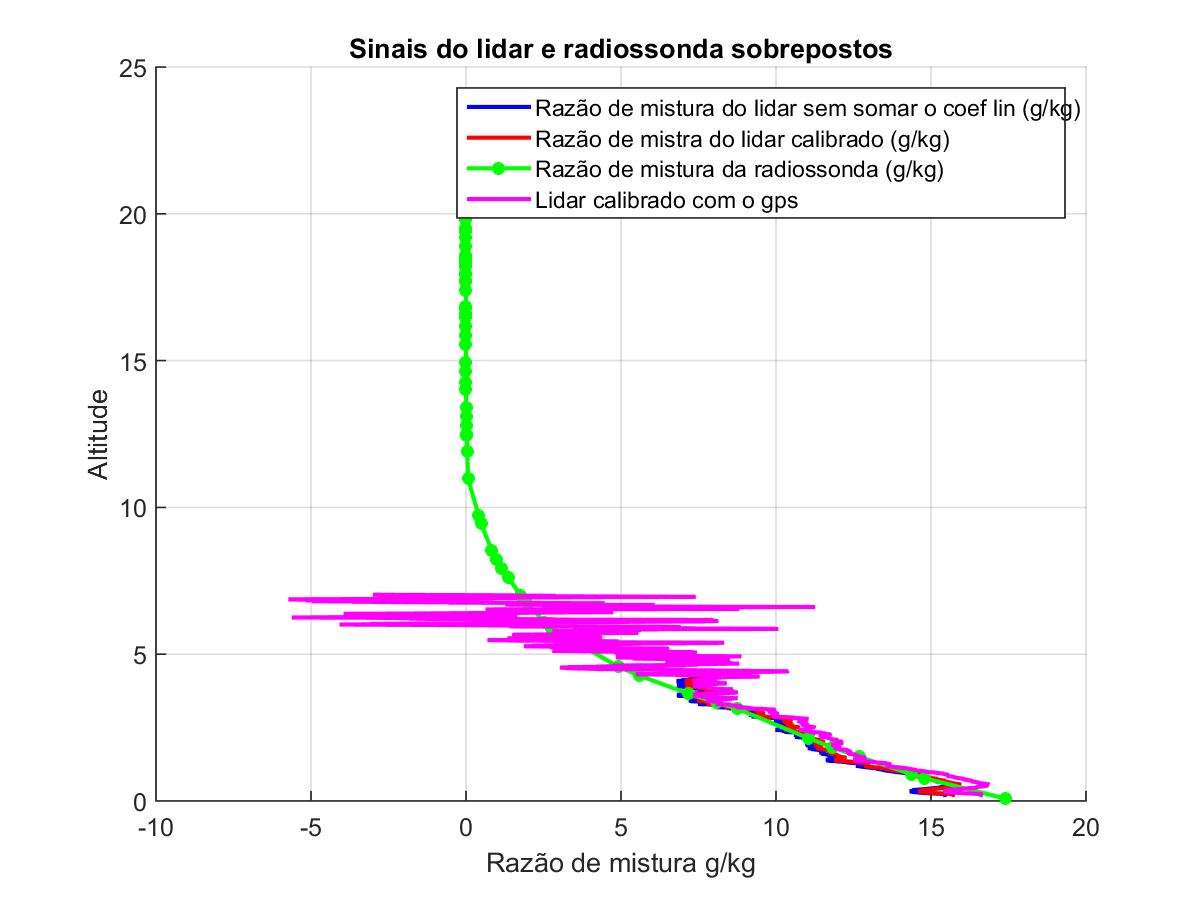 Sinais do lidar e radiossonda sobrepostos
25
20
15
10
5
0
Altitude
Razão de mistura do lidar sem somar o coef lin (g/kg)
Razão de mistra do lidar calibrado (g/kg)
Razão de mistura da radiossonda (g/kg)
Lidar calibrado com o gps
-10 -5 0 5 10 15 20
Razão de mistura g/kg